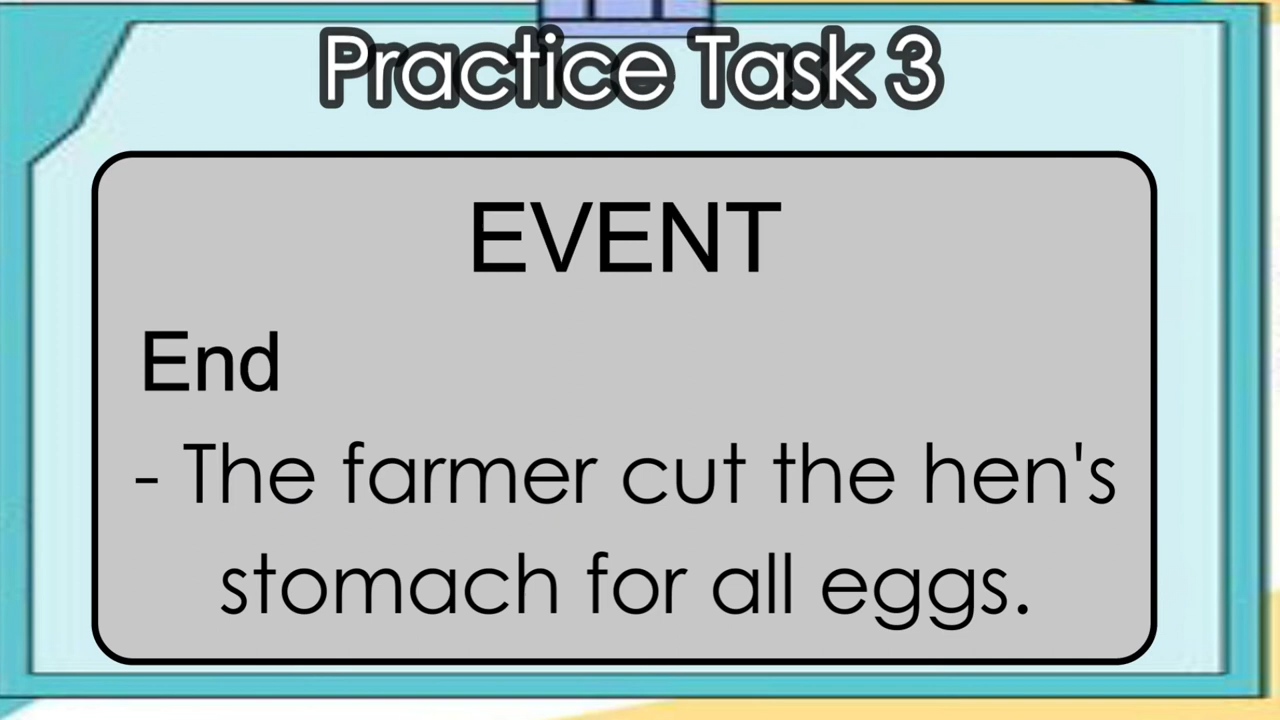 Practice Task 3
EVENT
End
- The farmer cut the hen's
stomach for all eggs.